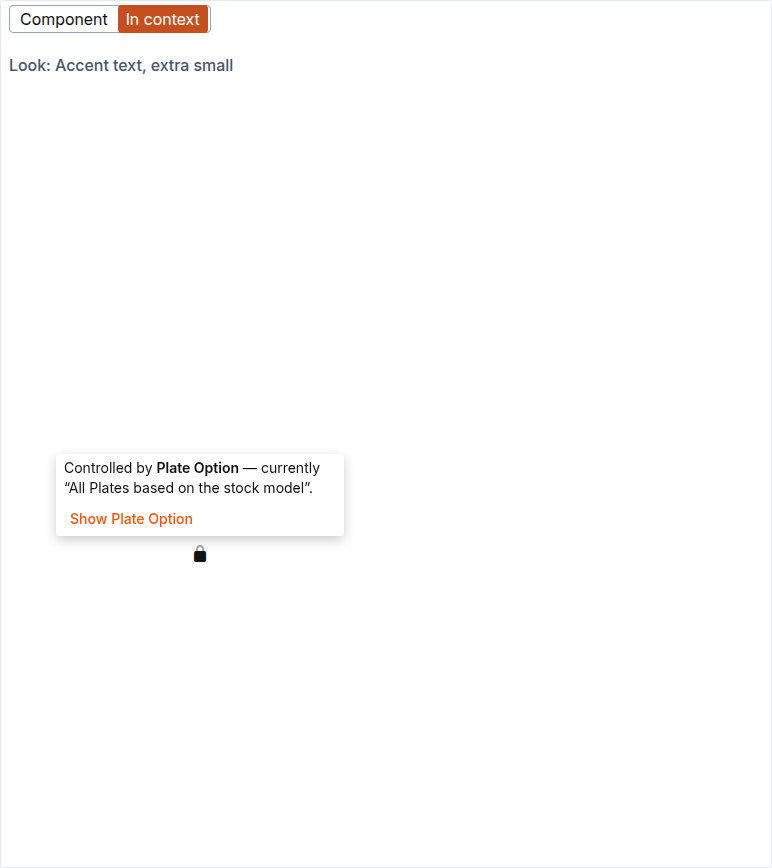 Component In context
Look: Accent text, extra small
Controlled by Plate Option — currently
“All Plates based on the stock model”.
Show Plate Option